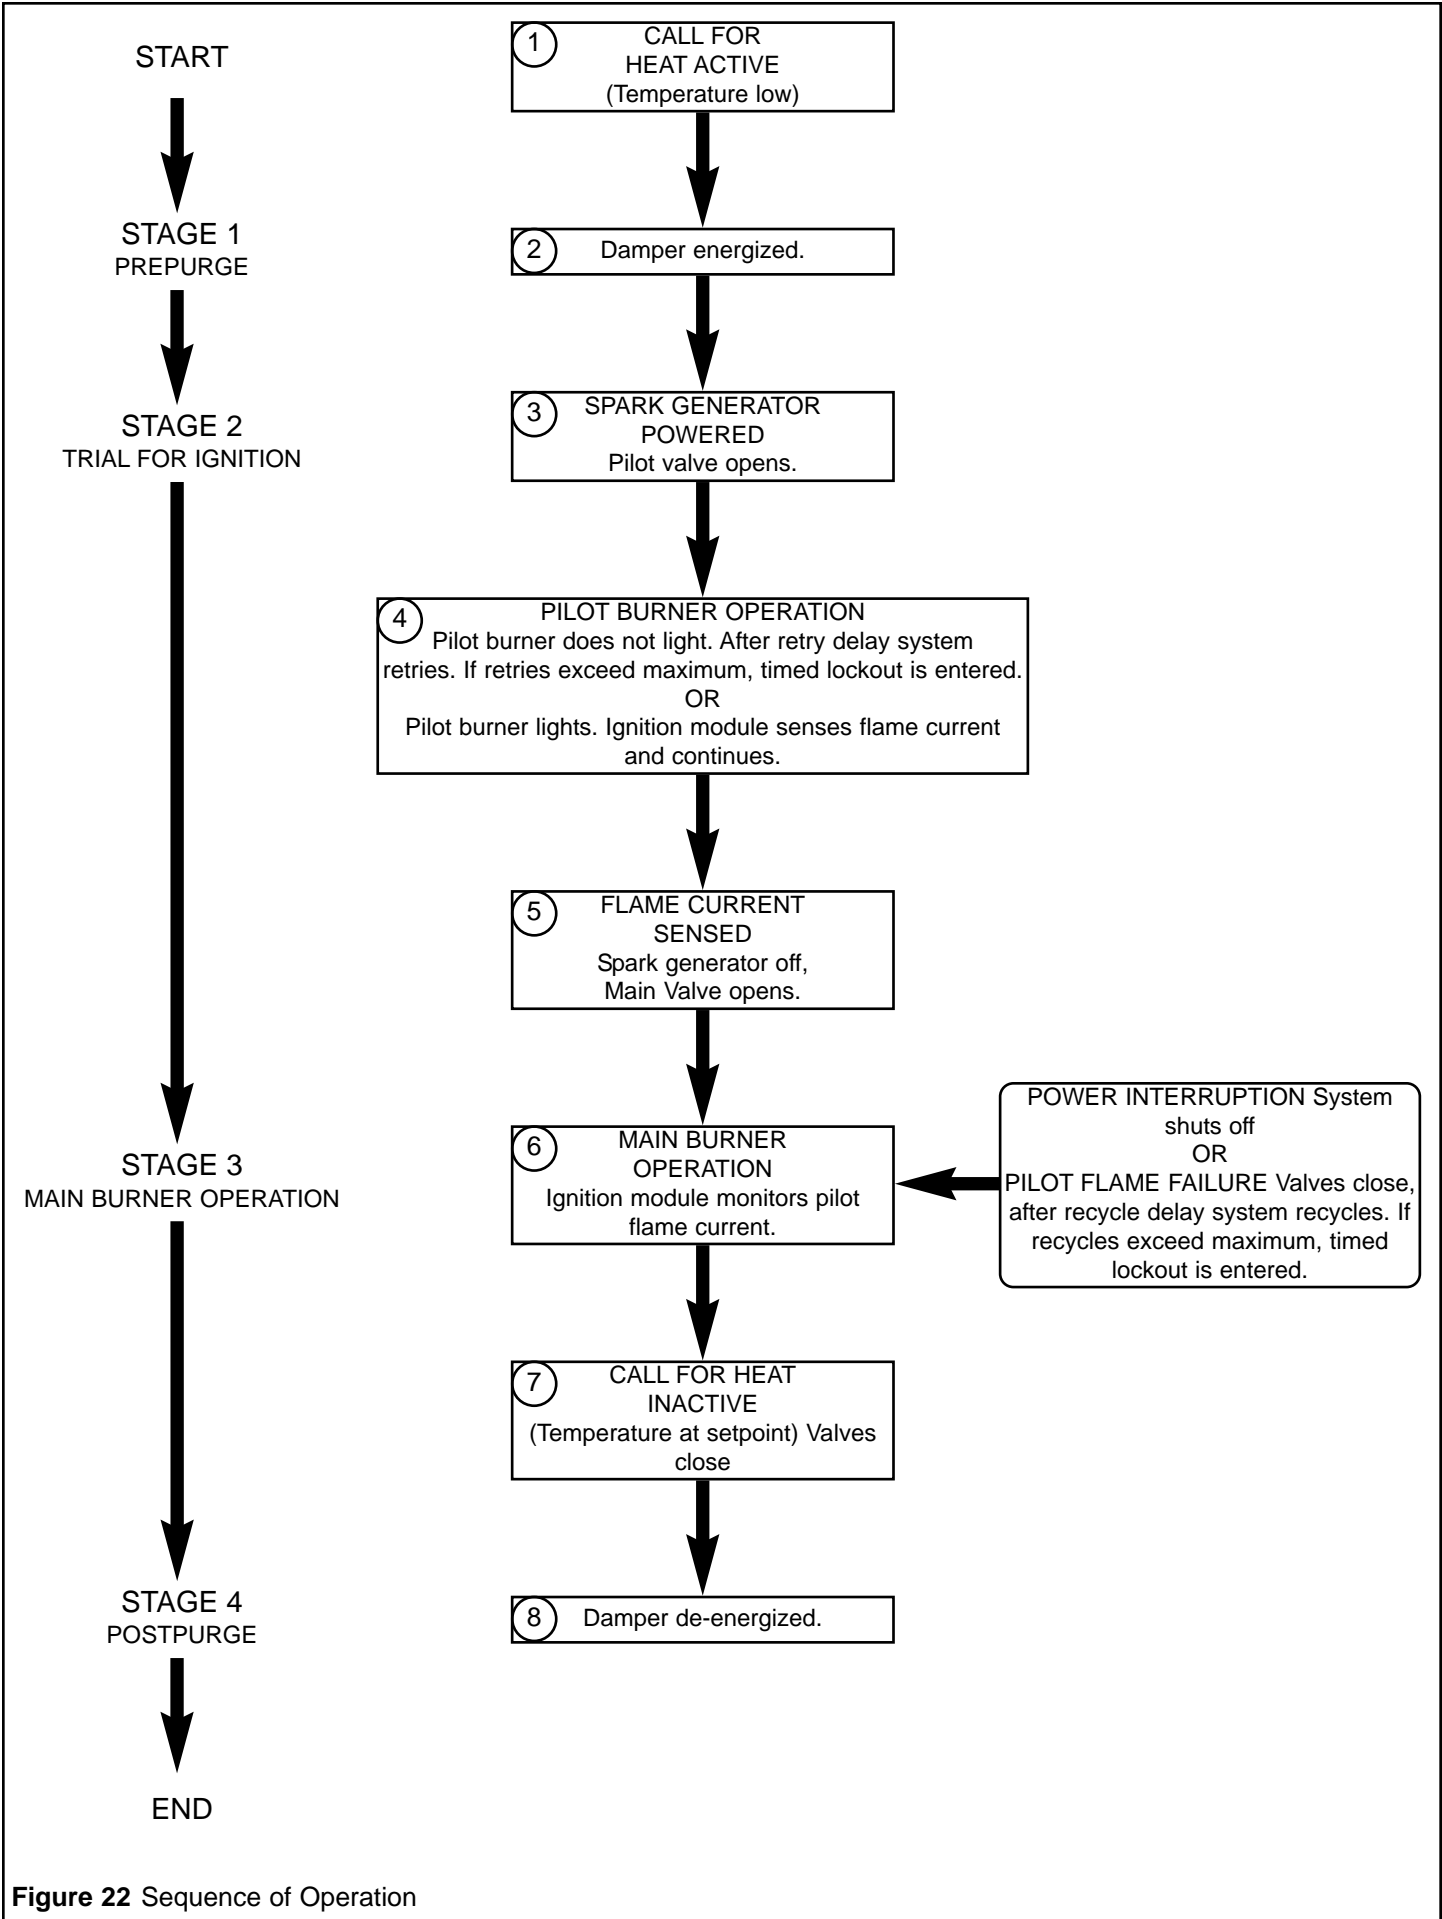 START
STAGE 1
PREPURGE
STAGE 2
TRIAL FOR IGNITION
STAGE 3
MAIN BURNER OPERATION
STAGE 4
POSTPURGE
END
1
CALL FOR
HEAT ACTIVE
(Temperature low)
2
Damper energized.
3
SPARK GENERATOR
POWERED
Pilot valve opens.
4
PILOT BURNER OPERATION
Pilot burner does not light. After retry delay system
retries. If retries exceed maximum, timed lockout is entered.
OR
Pilot burner lights. Ignition module senses flame current
and continues.
5
FLAME CURRENT
SENSED
Spark generator off,
Main Valve opens.
6
MAIN BURNER
OPERATION
Ignition module monitors pilot
flame current.
POWER INTERRUPTION System
shuts off
OR
PILOT FLAME FAILURE Valves close,
after recycle delay system recycles. If
recycles exceed maximum, timed
lockout is entered.
7
CALL FOR HEAT
INACTIVE
(Temperature at setpoint) Valves
close
8
Damper de-energized.
Figure 22 Sequence of Operation